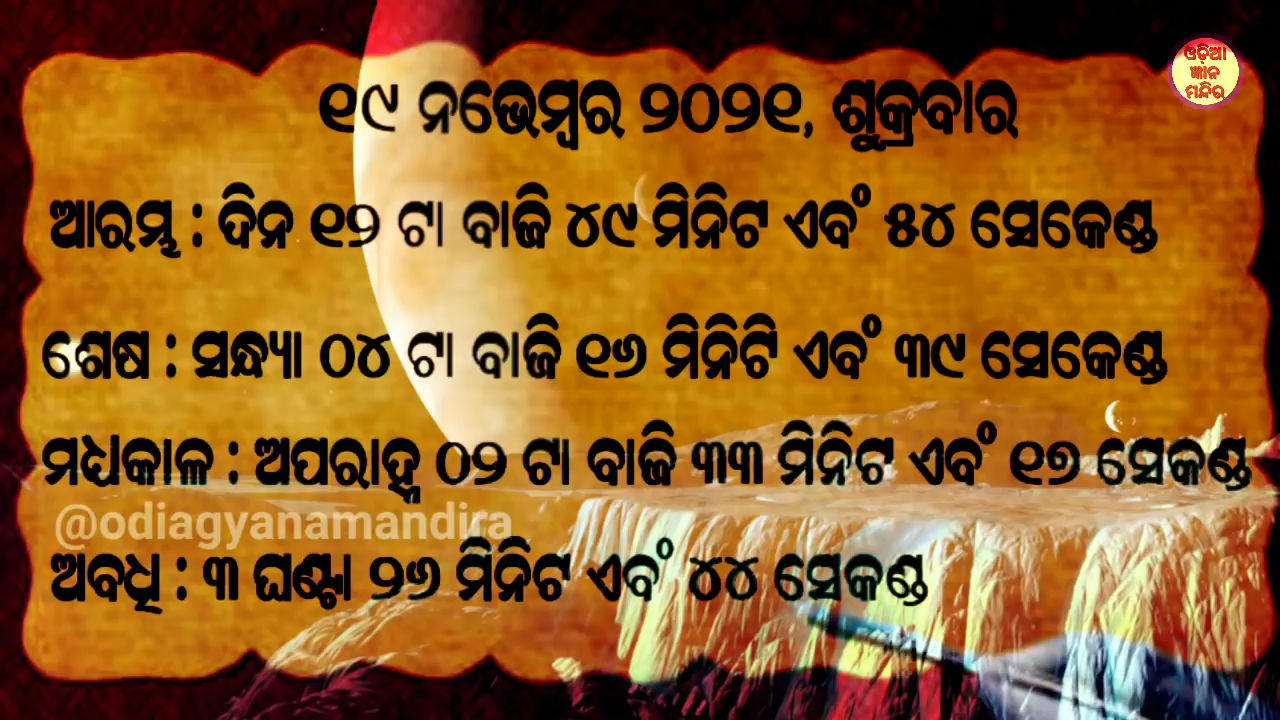 ଓଡ଼ିଆ
ଜ୍ଞାନ
ମନ୍ଦିର
୧୯ ନଭେମ୍ବର ୨୦୨୧, ଶୁକ୍ରବାର
ଆରମ୍ଭ : ଦିନ ୧୨ ଟା ବାଜି ୪୯ ମିନିଟ ଏବଂ ୫୪ ସେକେଣ୍ଡ
ଶେଷ : ସନ୍ଧ୍ୟା ୦୪ ଟା ବାଜି ୧୬ ମିନିଟି ଏବଂ ୩୯ ସେକେଣ୍ଡ
ମଧ୍ୟକାଳ : ଅପରାହ୍ନ ୦୨ ଟା ବାଜି ୩୩ ମିନିଟ ଏବଂ ୧୭ ସେକଣ୍ଡ
@odiagyanamandira
ଅବଧି : ୩ ଘଣ୍ଟା ୨୬ ମିନିଟ ଏବଂ ୪୪ ସେକଣ୍ଡ